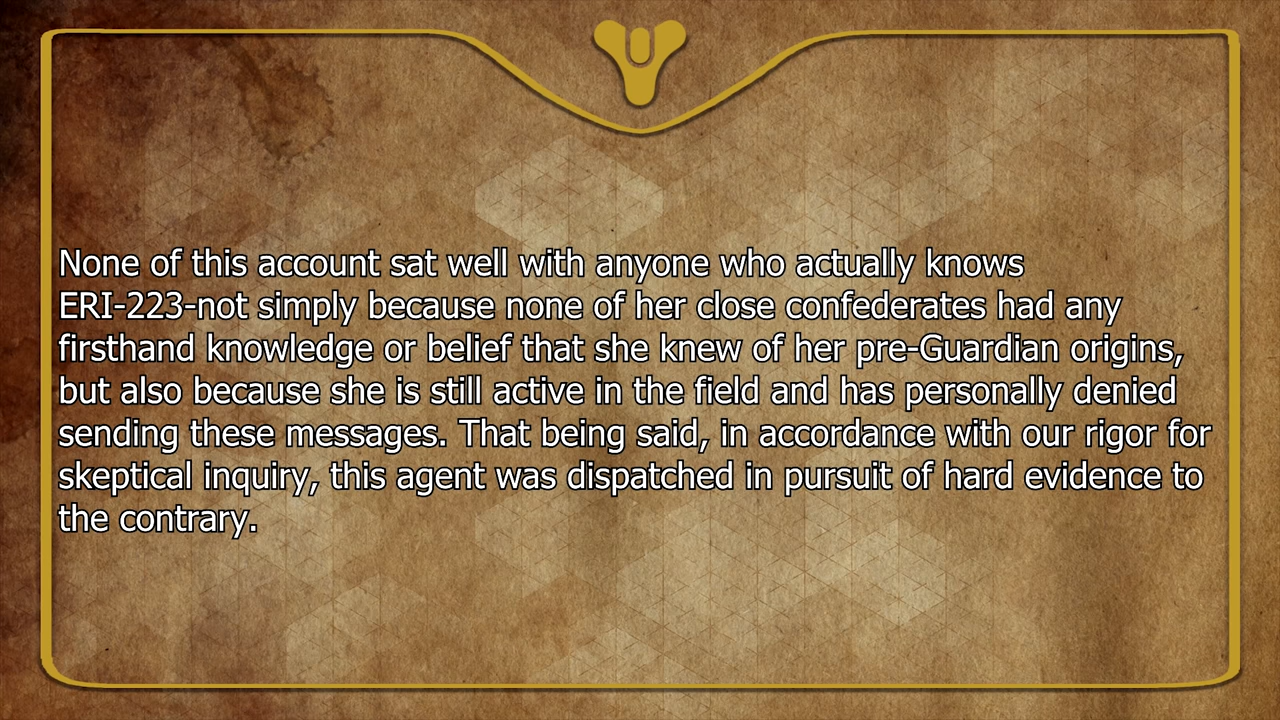 None of this account sat well with anyone who actually knows
ERI-223-not simply because none of her close confederates had any
firsthand knowledge or belief that she knew of her pre-Guardian origins,
but also because she is still active in the field and has personally denied
sending these messages. That being said, in accordance with our rigor for
skeptical inquiry, this agent was dispatched in pursuit of hard evidence to
the contrary.